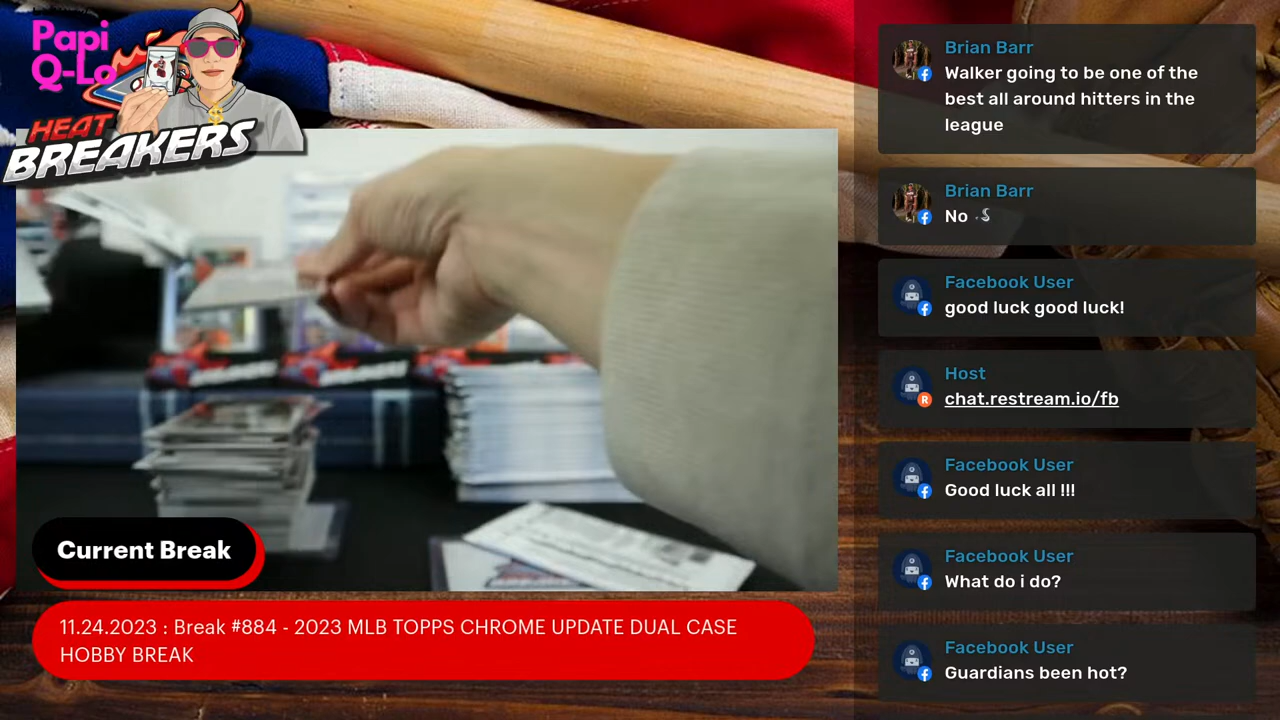 Papi
Q-Lo
HEAT
BREAKERS
Current Break
11.24.2023 : Break #884 - 2023 MLB TOPPS CHROME UPDATE DUAL CASE
HOBBY BREAK
Brian Barr
Walker going to be one of the
best all around hitters in the
league
Brian Barr
No
Facebook User
good luck good luck!
Host
chat.restream.io/fb
Facebook User
Good luck all !!!
Facebook User
What do i do?
Facebook User
Guardians been hot?